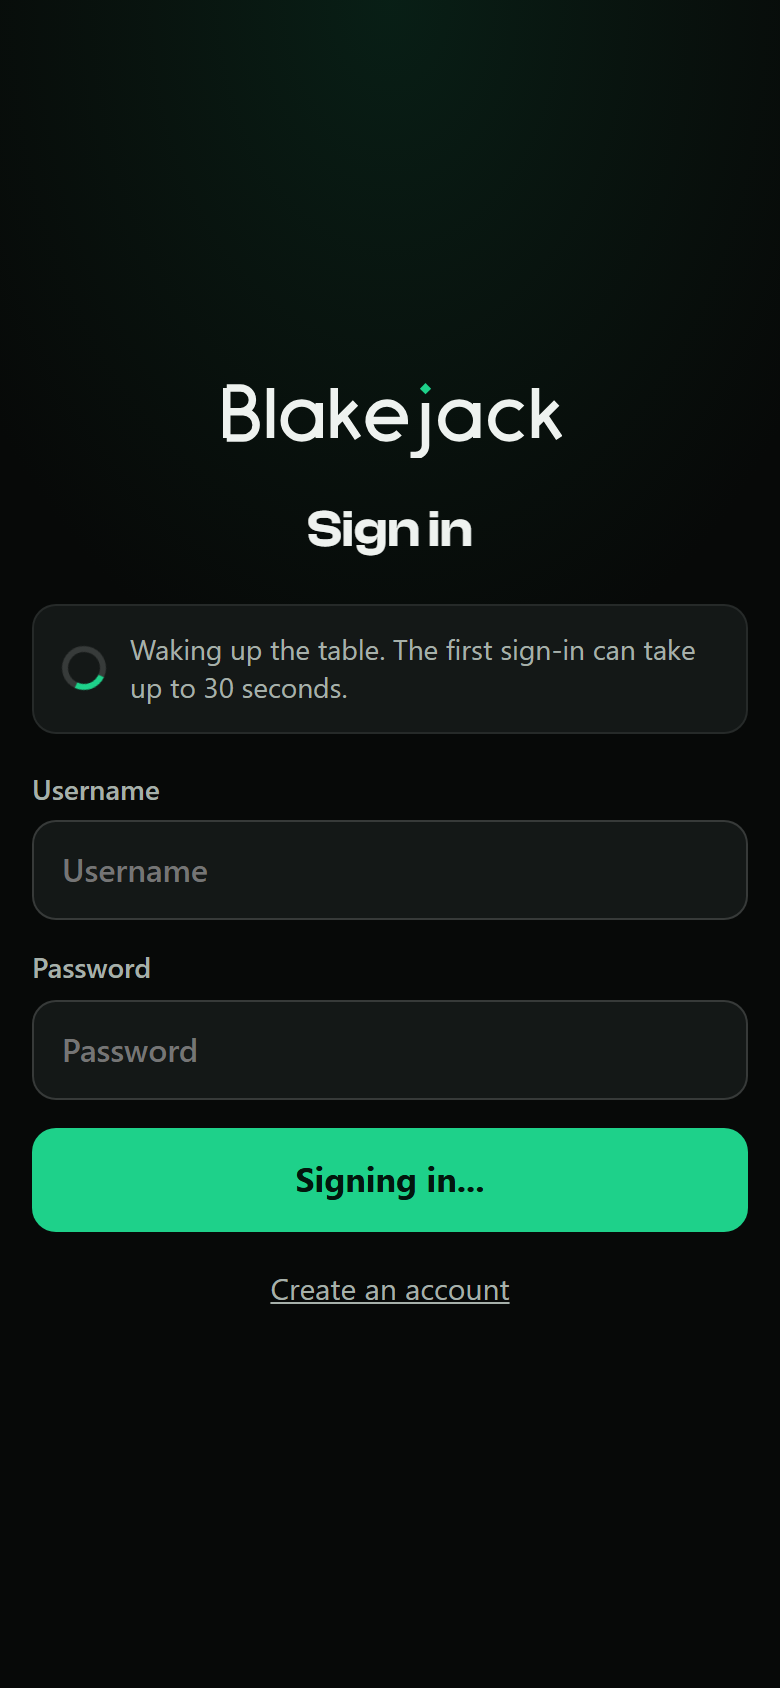 Blakejack
Sign in
Waking up the table. The first sign-in can take
up to 30 seconds.
Username
Username
Password
Password
Signing in...
Create an account